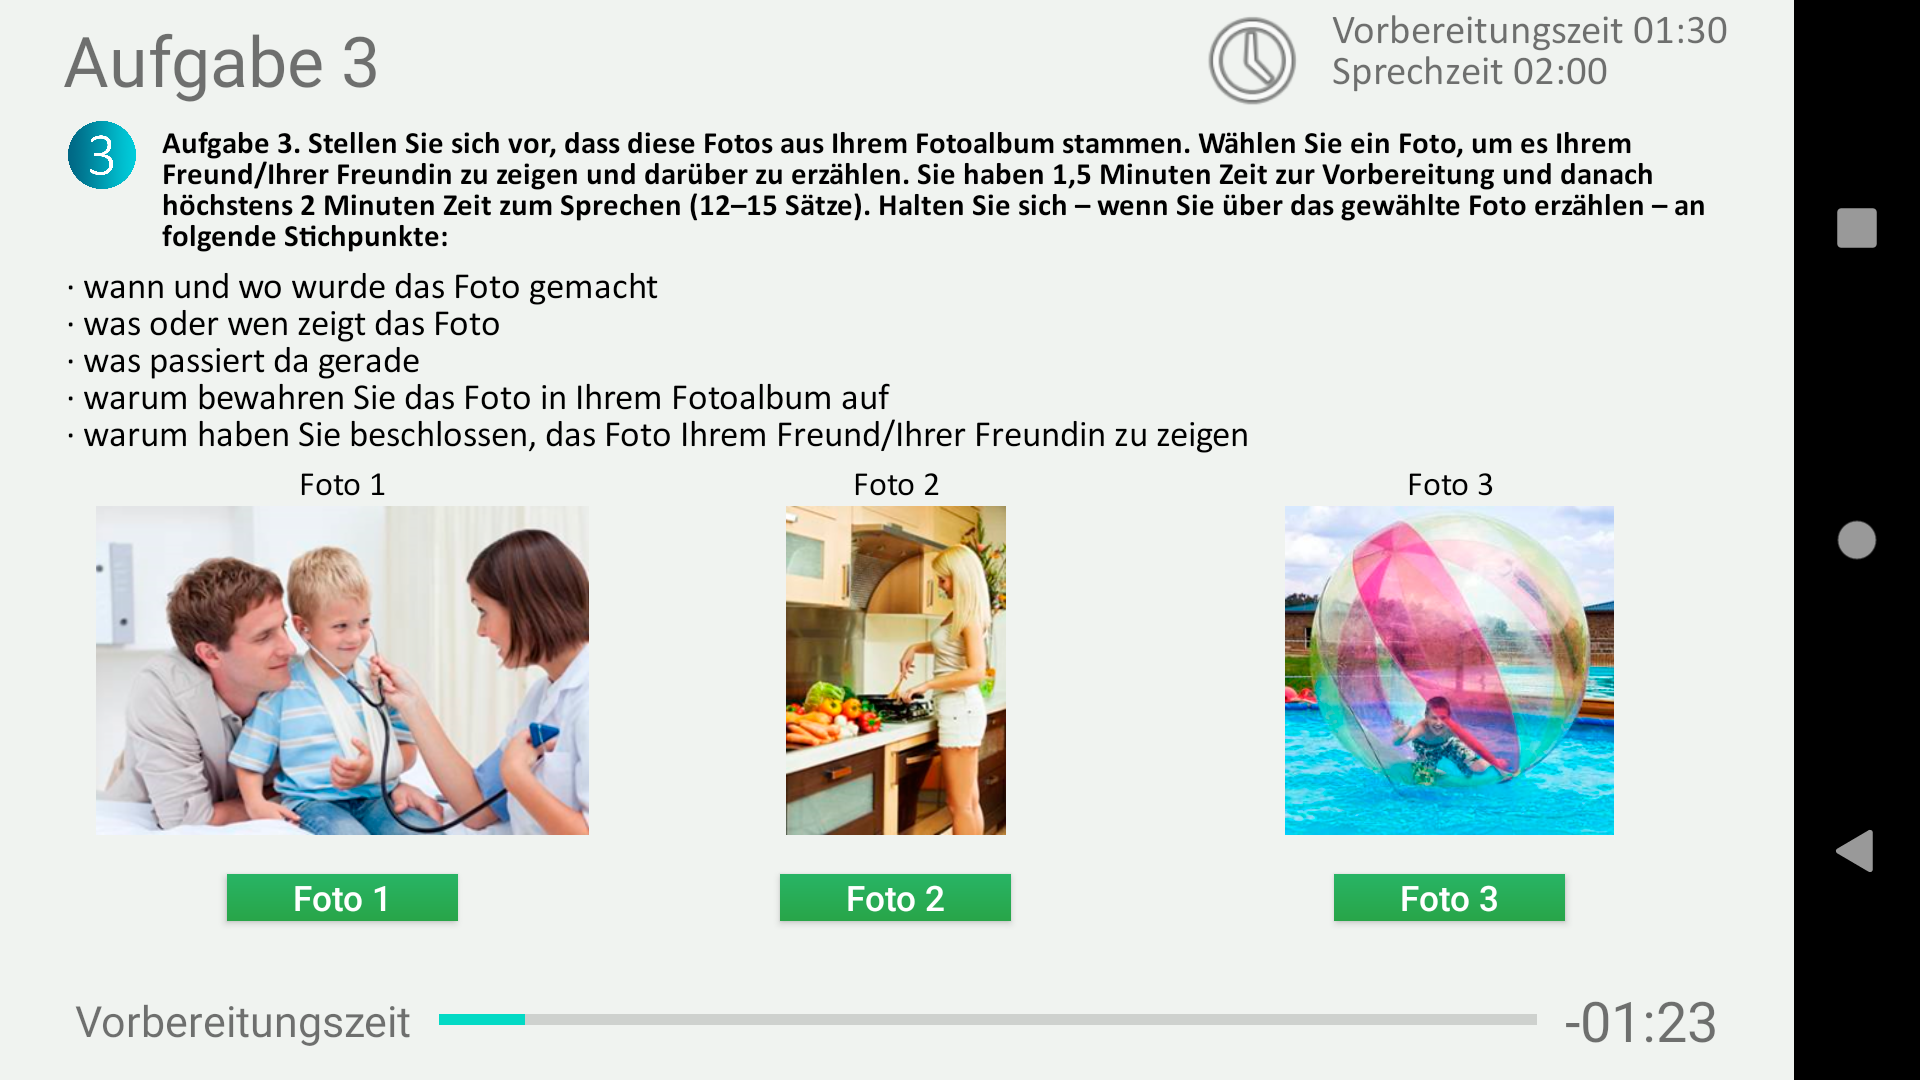 Aufgabe 3
Vorbereitungszeit 01:30
Sprechzeit 02:00
3
Aufgabe 3. Stellen Sie sich vor, dass diese Fotos aus Ihrem Fotoalbum stammen. Wählen Sie ein Foto, um es Ihrem
Freund/Ihrer Freundin zu zeigen und darüber zu erzählen. Sie haben 1,5 Minuten Zeit zur Vorbereitung und danach
höchstens 2 Minuten Zeit zum Sprechen (12–15 Sätze). Halten Sie sich – wenn Sie über das gewählte Foto erzählen – an
folgende Stichpunkte:
· wann und wo wurde das Foto gemacht
· was oder wen zeigt das Foto
· was passiert da gerade
· warum bewahren Sie das Foto in Ihrem Fotoalbum auf
· warum haben Sie beschlossen, das Foto Ihrem Freund/Ihrer Freundin zu zeigen
Foto 1
Foto 2
Foto 3
Foto 1
Foto 2
Foto 3
Vorbereitungszeit
-01:23